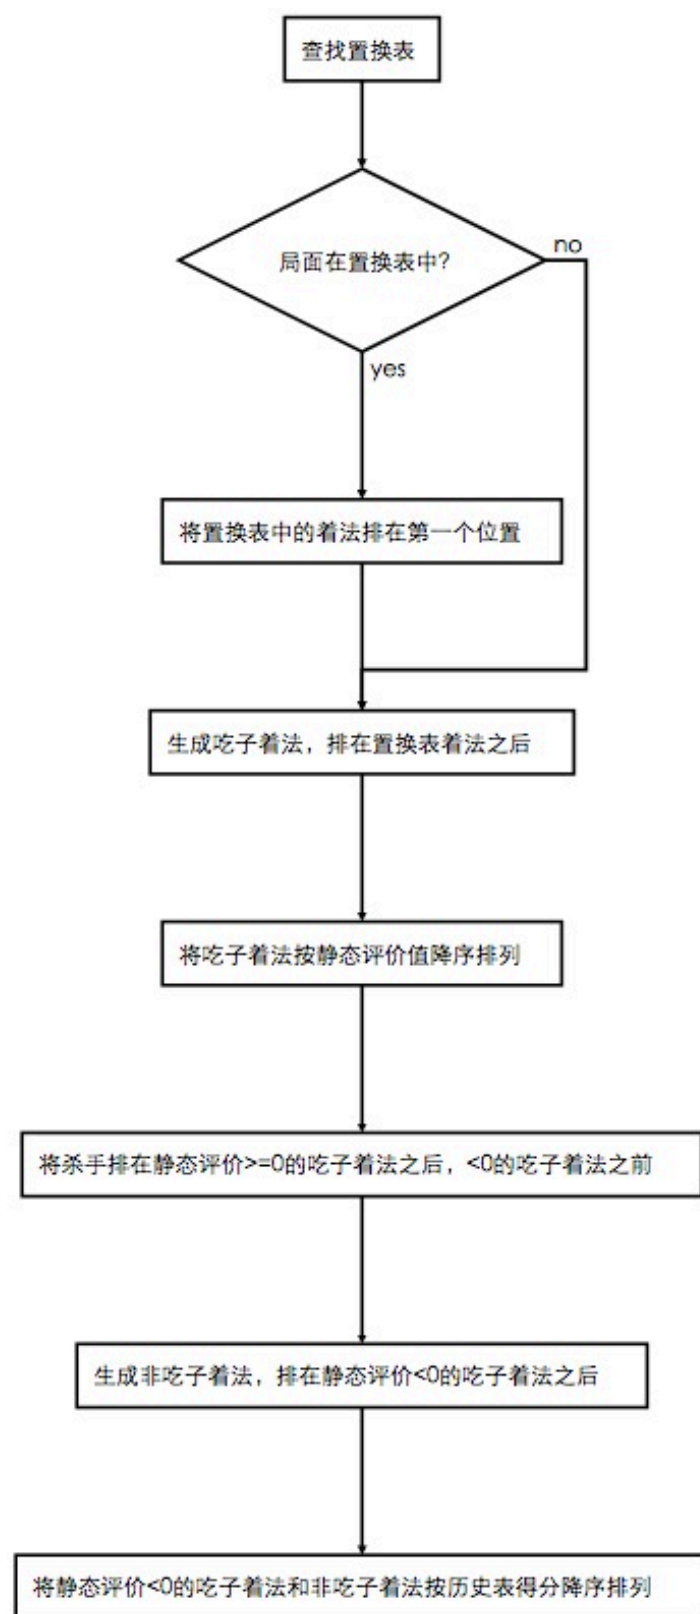 查找置换表
局面在置换表中?
no
yes
将置换表中的着法排在第一个位置
生成吃子着法，排在置换表着法之后
将吃子着法按静态评价值降序排列
将杀手排在静态评价>=0的吃子着法之后，<0的吃子着法之前
生成非吃子着法，排在静态评价<0的吃子着法之后
将静态评价<0的吃子着法和非吃子着法按历史表得分降序排列